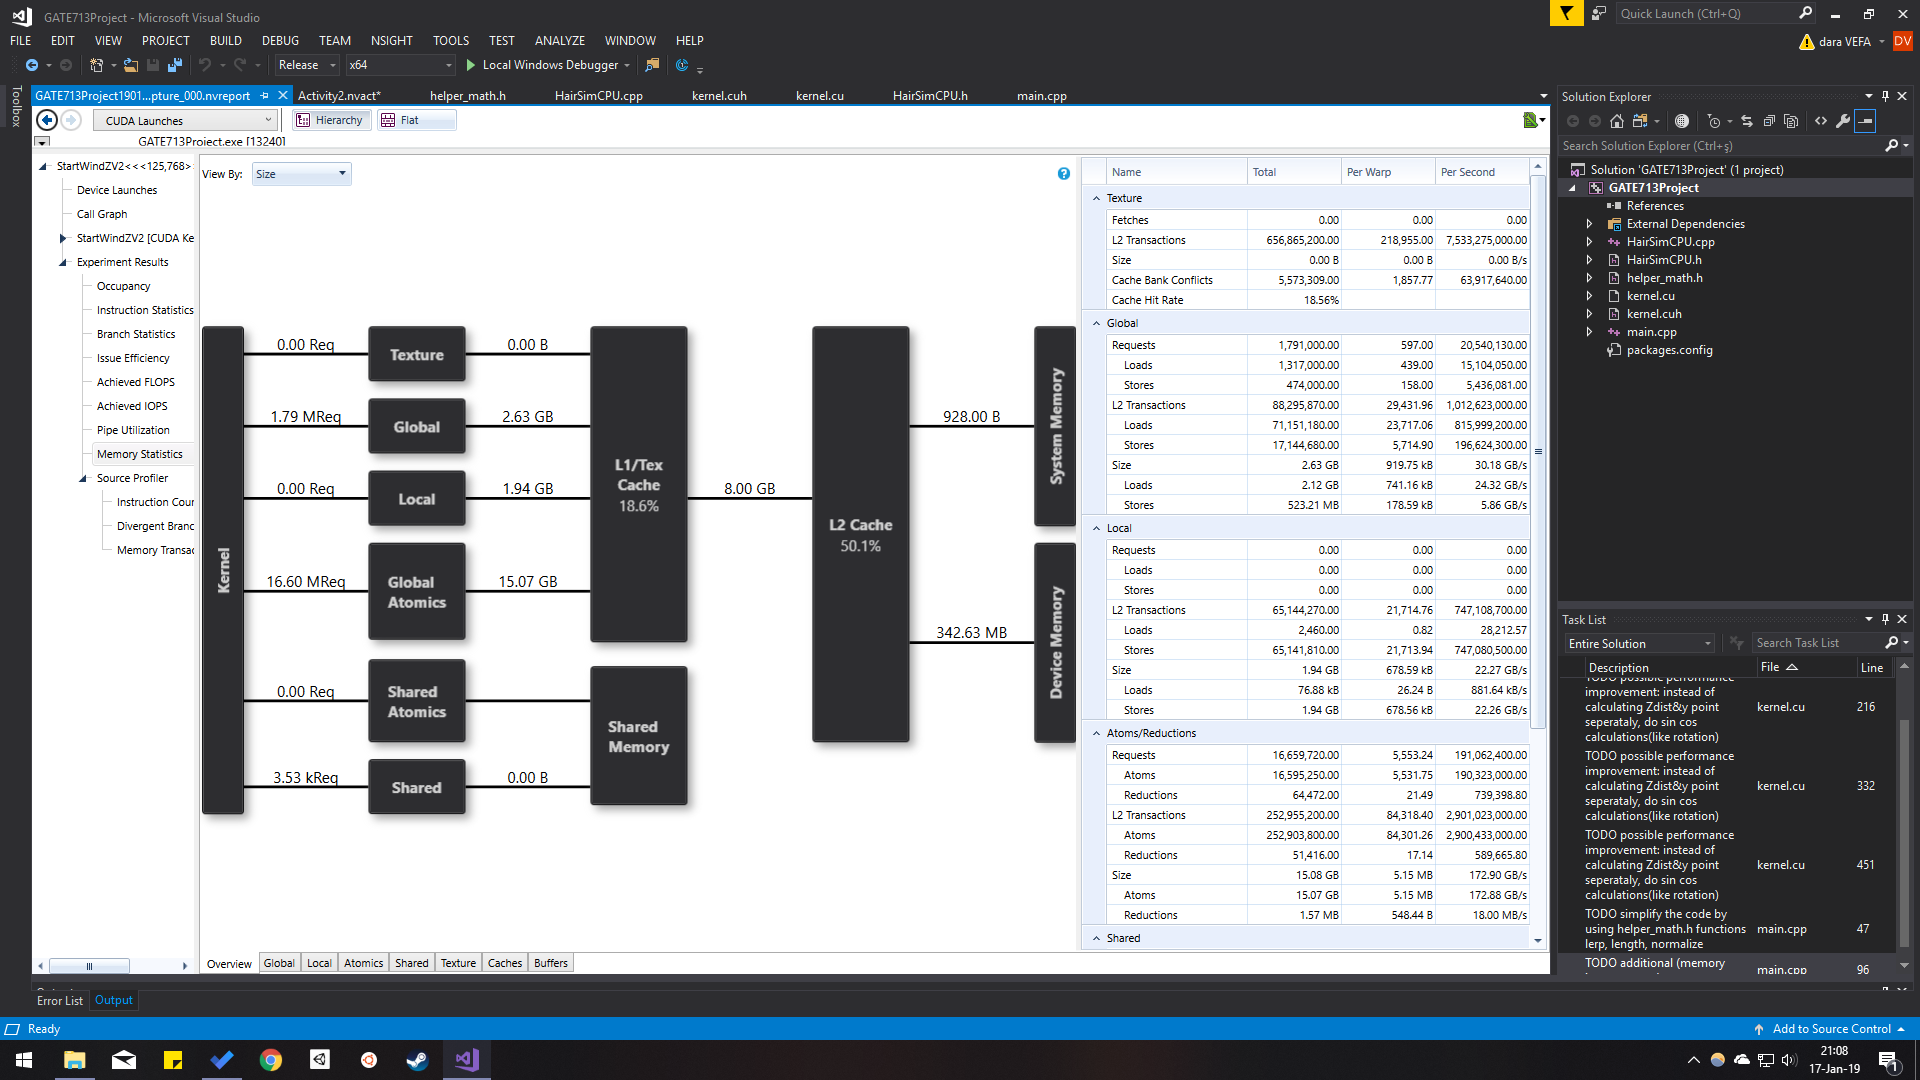 GATE713Project - Microsoft Visual Studio
Quick Launch (Ctrl+Q)
FILE EDIT VIEW PROJECT BUILD DEBUG TEAM NSIGHT TOOLS TEST ANALYZE WINDOW HELP
dara VEFA DV
Release x64 Local Windows Debugger
Toolbox
GATE713Project1901...pture_000.nvreport Activity2.nvact* helper_math.h HairSimCPU.cpp kernel.cuh kernel.cu HairSimCPU.h main.cpp
CUDA Launches Hierarchy Flat
GATE713Project.exe [13240]
StartWindZV2<<<125,768>
Device Launches
Call Graph
StartWindZV2 [CUDA Ke
Experiment Results
Occupancy
Instruction Statistics
Branch Statistics
Issue Efficiency
Achieved FLOPS
Achieved IOPS
Pipe Utilization
Memory Statistics
Source Profiler
Instruction Cour
Divergent Branc
Memory Transac
View By: Size
Kernel
0.00 Req Texture 0.00 B
1.79 MReq Global 2.63 GB
0.00 Req Local 1.94 GB
16.60 MReq Global Atomics 15.07 GB
0.00 Req Shared Atomics
3.53 kReq Shared 0.00 B
L1/Tex Cache 18.6%
Shared Memory
8.00 GB
L2 Cache 50.1%
928.00 B System Memory
342.63 MB Device Memory
Name Total Per Warp Per Second
Texture
Fetches 0.00 0.00 0.00
L2 Transactions 656,865,200.00 218,955.00 7,533,275,000.00
Size 0.00 B 0.00 B 0.00 B/s
Cache Bank Conflicts 5,573,309.00 1,857.77 63,917,640.00
Cache Hit Rate 18.56%
Global
Requests 1,791,000.00 597.00 20,540,130.00
Loads 1,317,000.00 439.00 15,104,050.00
Stores 474,000.00 158.00 5,436,081.00
L2 Transactions 88,295,870.00 29,431.96 1,012,623,000.00
Loads 71,151,180.00 23,717.06 815,999,200.00
Stores 17,144,680.00 5,714.90 196,624,300.00
Size 2.63 GB 919.75 kB 30.18 GB/s
Loads 2.12 GB 741.16 kB 24.32 GB/s
Stores 523.21 MB 178.59 kB 5.86 GB/s
Local
Requests 0.00 0.00 0.00
Loads 0.00 0.00 0.00
Stores 0.00 0.00 0.00
L2 Transactions 65,144,270.00 21,714.76 747,108,700.00
Loads 2,460.00 0.82 28,212.57
Stores 65,141,810.00 21,713.94 747,080,500.00
Size 1.94 GB 678.59 kB 22.27 GB/s
Loads 76.88 kB 26.24 B 881.64 kB/s
Stores 1.94 GB 678.56 kB 22.26 GB/s
Atoms/Reductions
Requests 16,659,720.00 5,553.24 191,062,400.00
Atoms 16,595,250.00 5,531.75 190,323,000.00
Reductions 64,472.00 21.49 739,398.80
L2 Transactions 252,955,200.00 84,318.40 2,901,023,000.00
Atoms 252,903,800.00 84,301.26 2,900,433,000.00
Reductions 51,416.00 17.14 589,665.80
Size 15.08 GB 5.15 MB 172.90 GB/s
Atoms 15.07 GB 5.15 MB 172.88 GB/s
Reductions 1.57 MB 548.44 B 18.00 MB/s
Shared
Overview Global Local Atomics Shared Texture Caches Buffers
Solution Explorer
Search Solution Explorer (Ctrl+ş)
Solution 'GATE713Project' (1 project)
GATE713Project
References
External Dependencies
HairSimCPU.cpp
HairSimCPU.h
helper_math.h
kernel.cu
kernel.cuh
main.cpp
packages.config
Task List
Entire Solution Search Task List
Description File Line
TODO possible performance
improvement: instead of
calculating Zdist&y point kernel.cu 216
seperataly, do sin cos
calculations(like rotation)
TODO possible performance
improvement: instead of
calculating Zdist&y point kernel.cu 332
seperataly, do sin cos
calculations(like rotation)
TODO possible performance
improvement: instead of
calculating Zdist&y point kernel.cu 451
seperataly, do sin cos
calculations(like rotation)
TODO simplify the code by
using helper_math.h functions main.cpp 47
lerp, length, normalize
TODO additional (memory
main.cpp 96
Error List Output
Ready Add to Source Control
21:08
17-Jan-19
1